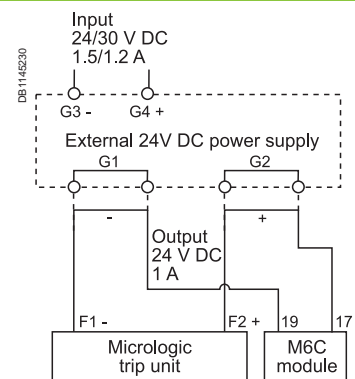 Input
24/30 V DC
1.5/1.2 A
DB1145230
G3 - G4 +
External 24V DC power supply
G1 G2
- +
Output
24 V DC
1 A
F1 - F2 + 19 17
Micrologic
trip unit
M6C
module